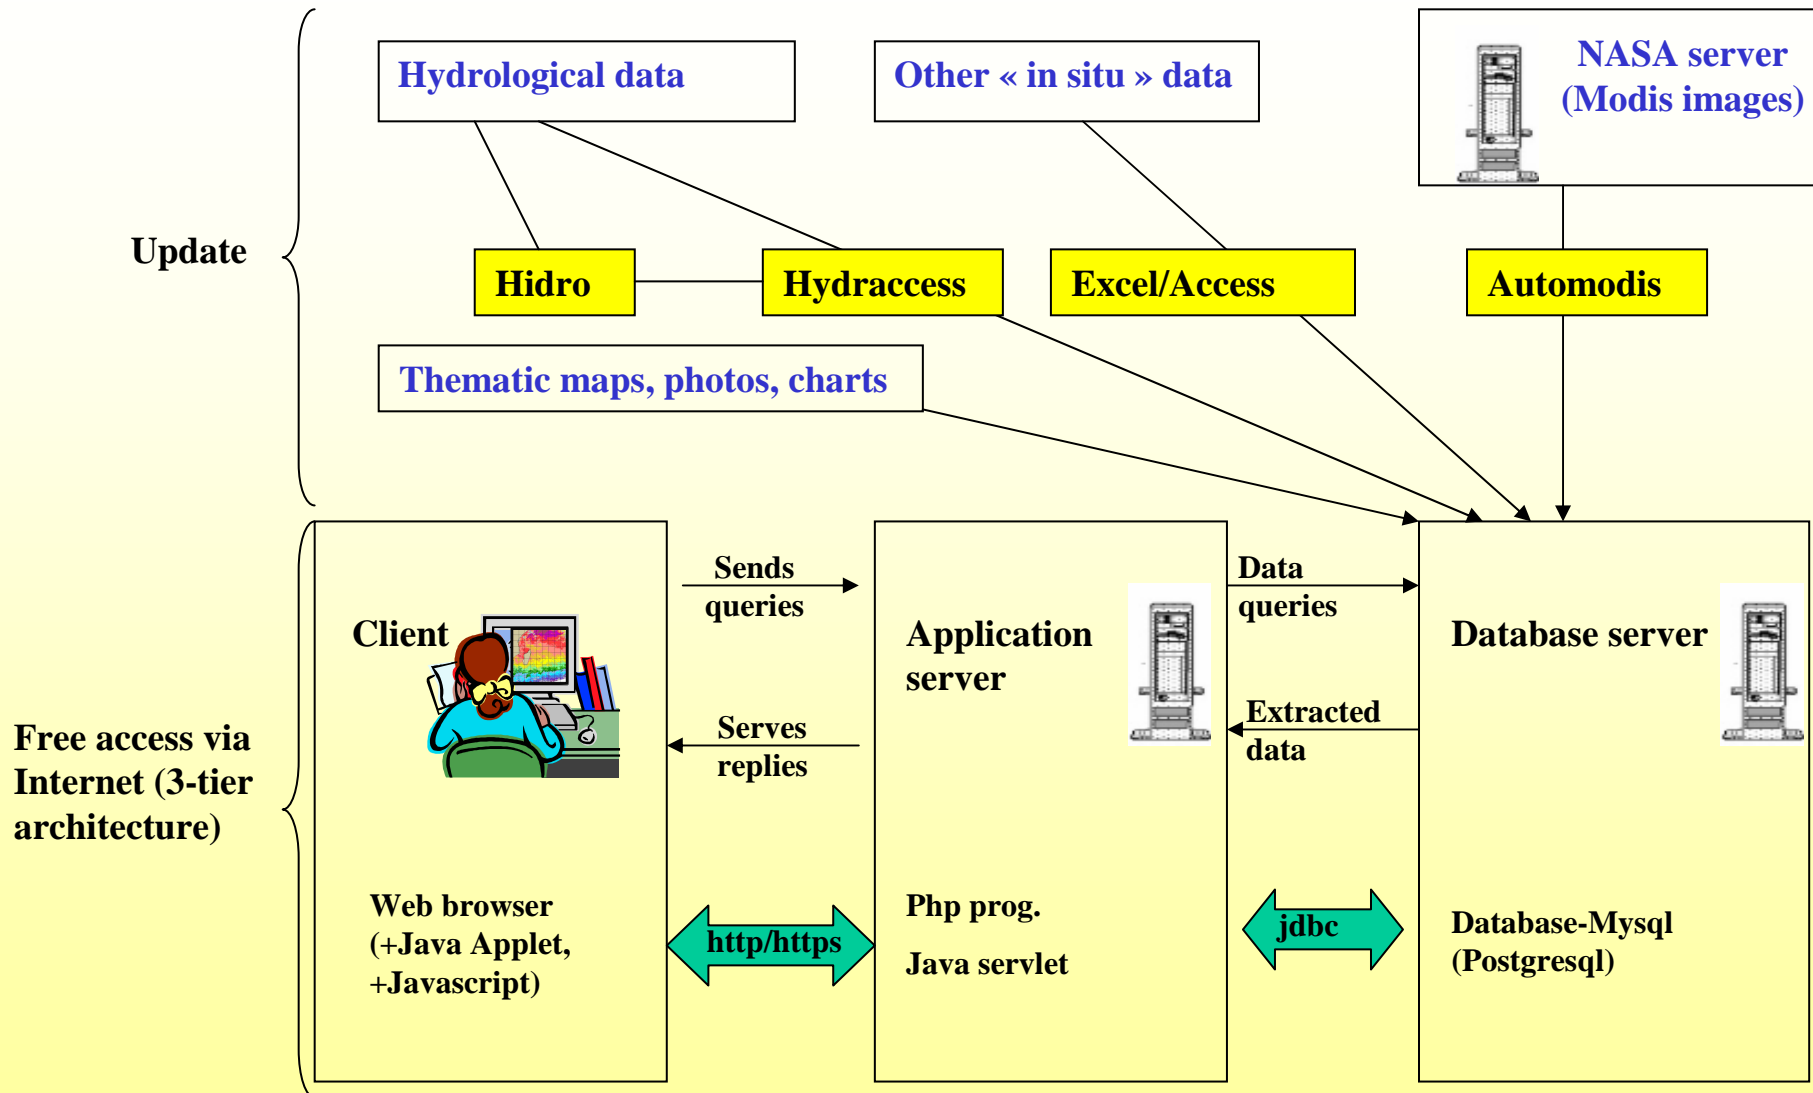 Hydrological data
Other « in situ » data
NASA server
(Modis images)
Update
Hidro
Hydraccess
Excel/Access
Automodis
Thematic maps, photos, charts
Sends
queries
Data
queries
Client
Application
server
Database server
Serves
replies
Extracted
data
Free access via
Internet (3-tier
architecture)
Web browser
(+Java Applet,
+Javascript)
http/https
Php prog.
Java servlet
jdbc
Database-Mysql
(Postgresql)